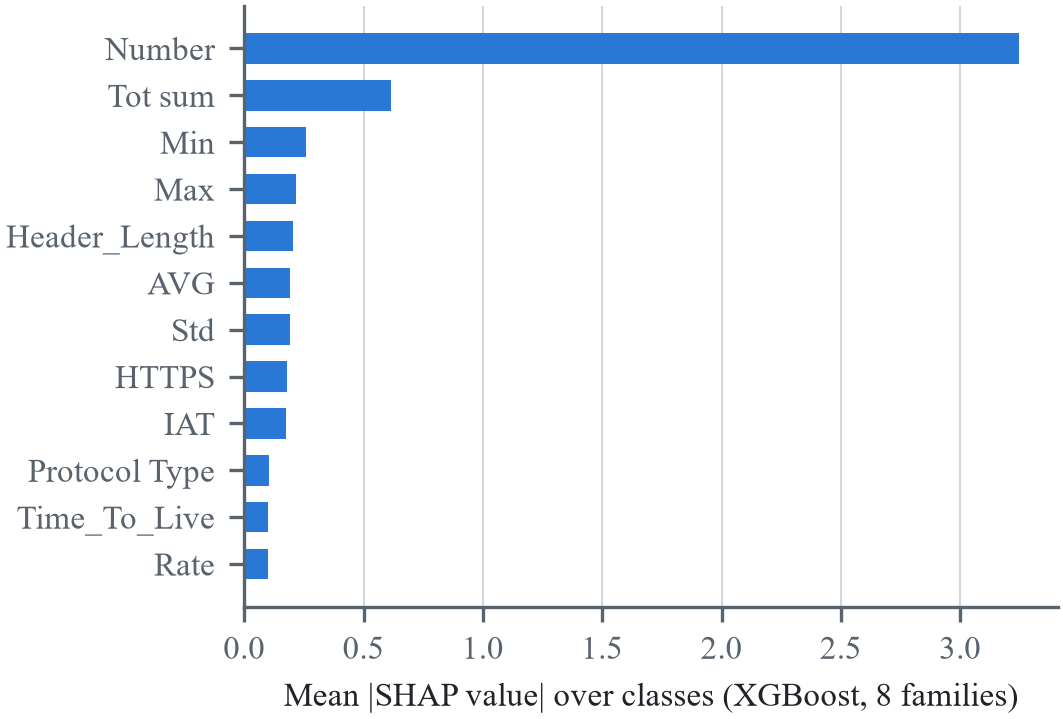 Number
Tot sum
Min
Max
Header_Length
AVG
Std
HTTPS
IAT
Protocol Type
Time_To_Live
Rate
0.0 0.5 1.0 1.5 2.0 2.5 3.0
Mean |SHAP value| over classes (XGBoost, 8 families)